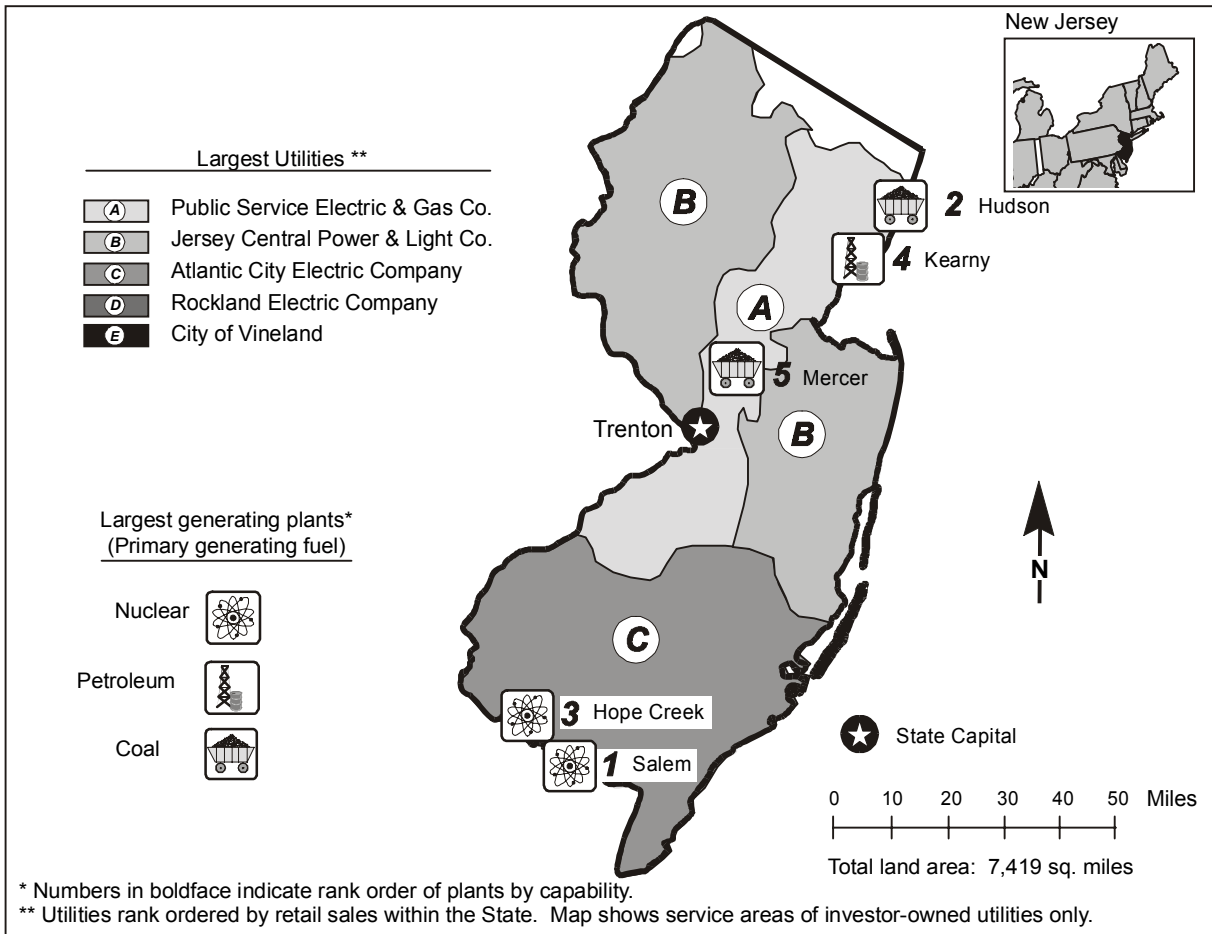 New Jersey
Largest Utilities **
A Public Service Electric & Gas Co.
B Jersey Central Power & Light Co.
C Atlantic City Electric Company
D Rockland Electric Company
E City of Vineland
B
2 Hudson
4 Kearny
A
5 Mercer
Trenton
B
Largest generating plants*
(Primary generating fuel)
Nuclear
Petroleum
Coal
N
C
3 Hope Creek
1 Salem
State Capital
0 10 20 30 40 50 Miles
Total land area: 7,419 sq. miles
* Numbers in boldface indicate rank order of plants by capability.
** Utilities rank ordered by retail sales within the State. Map shows service areas of investor-owned utilities only.